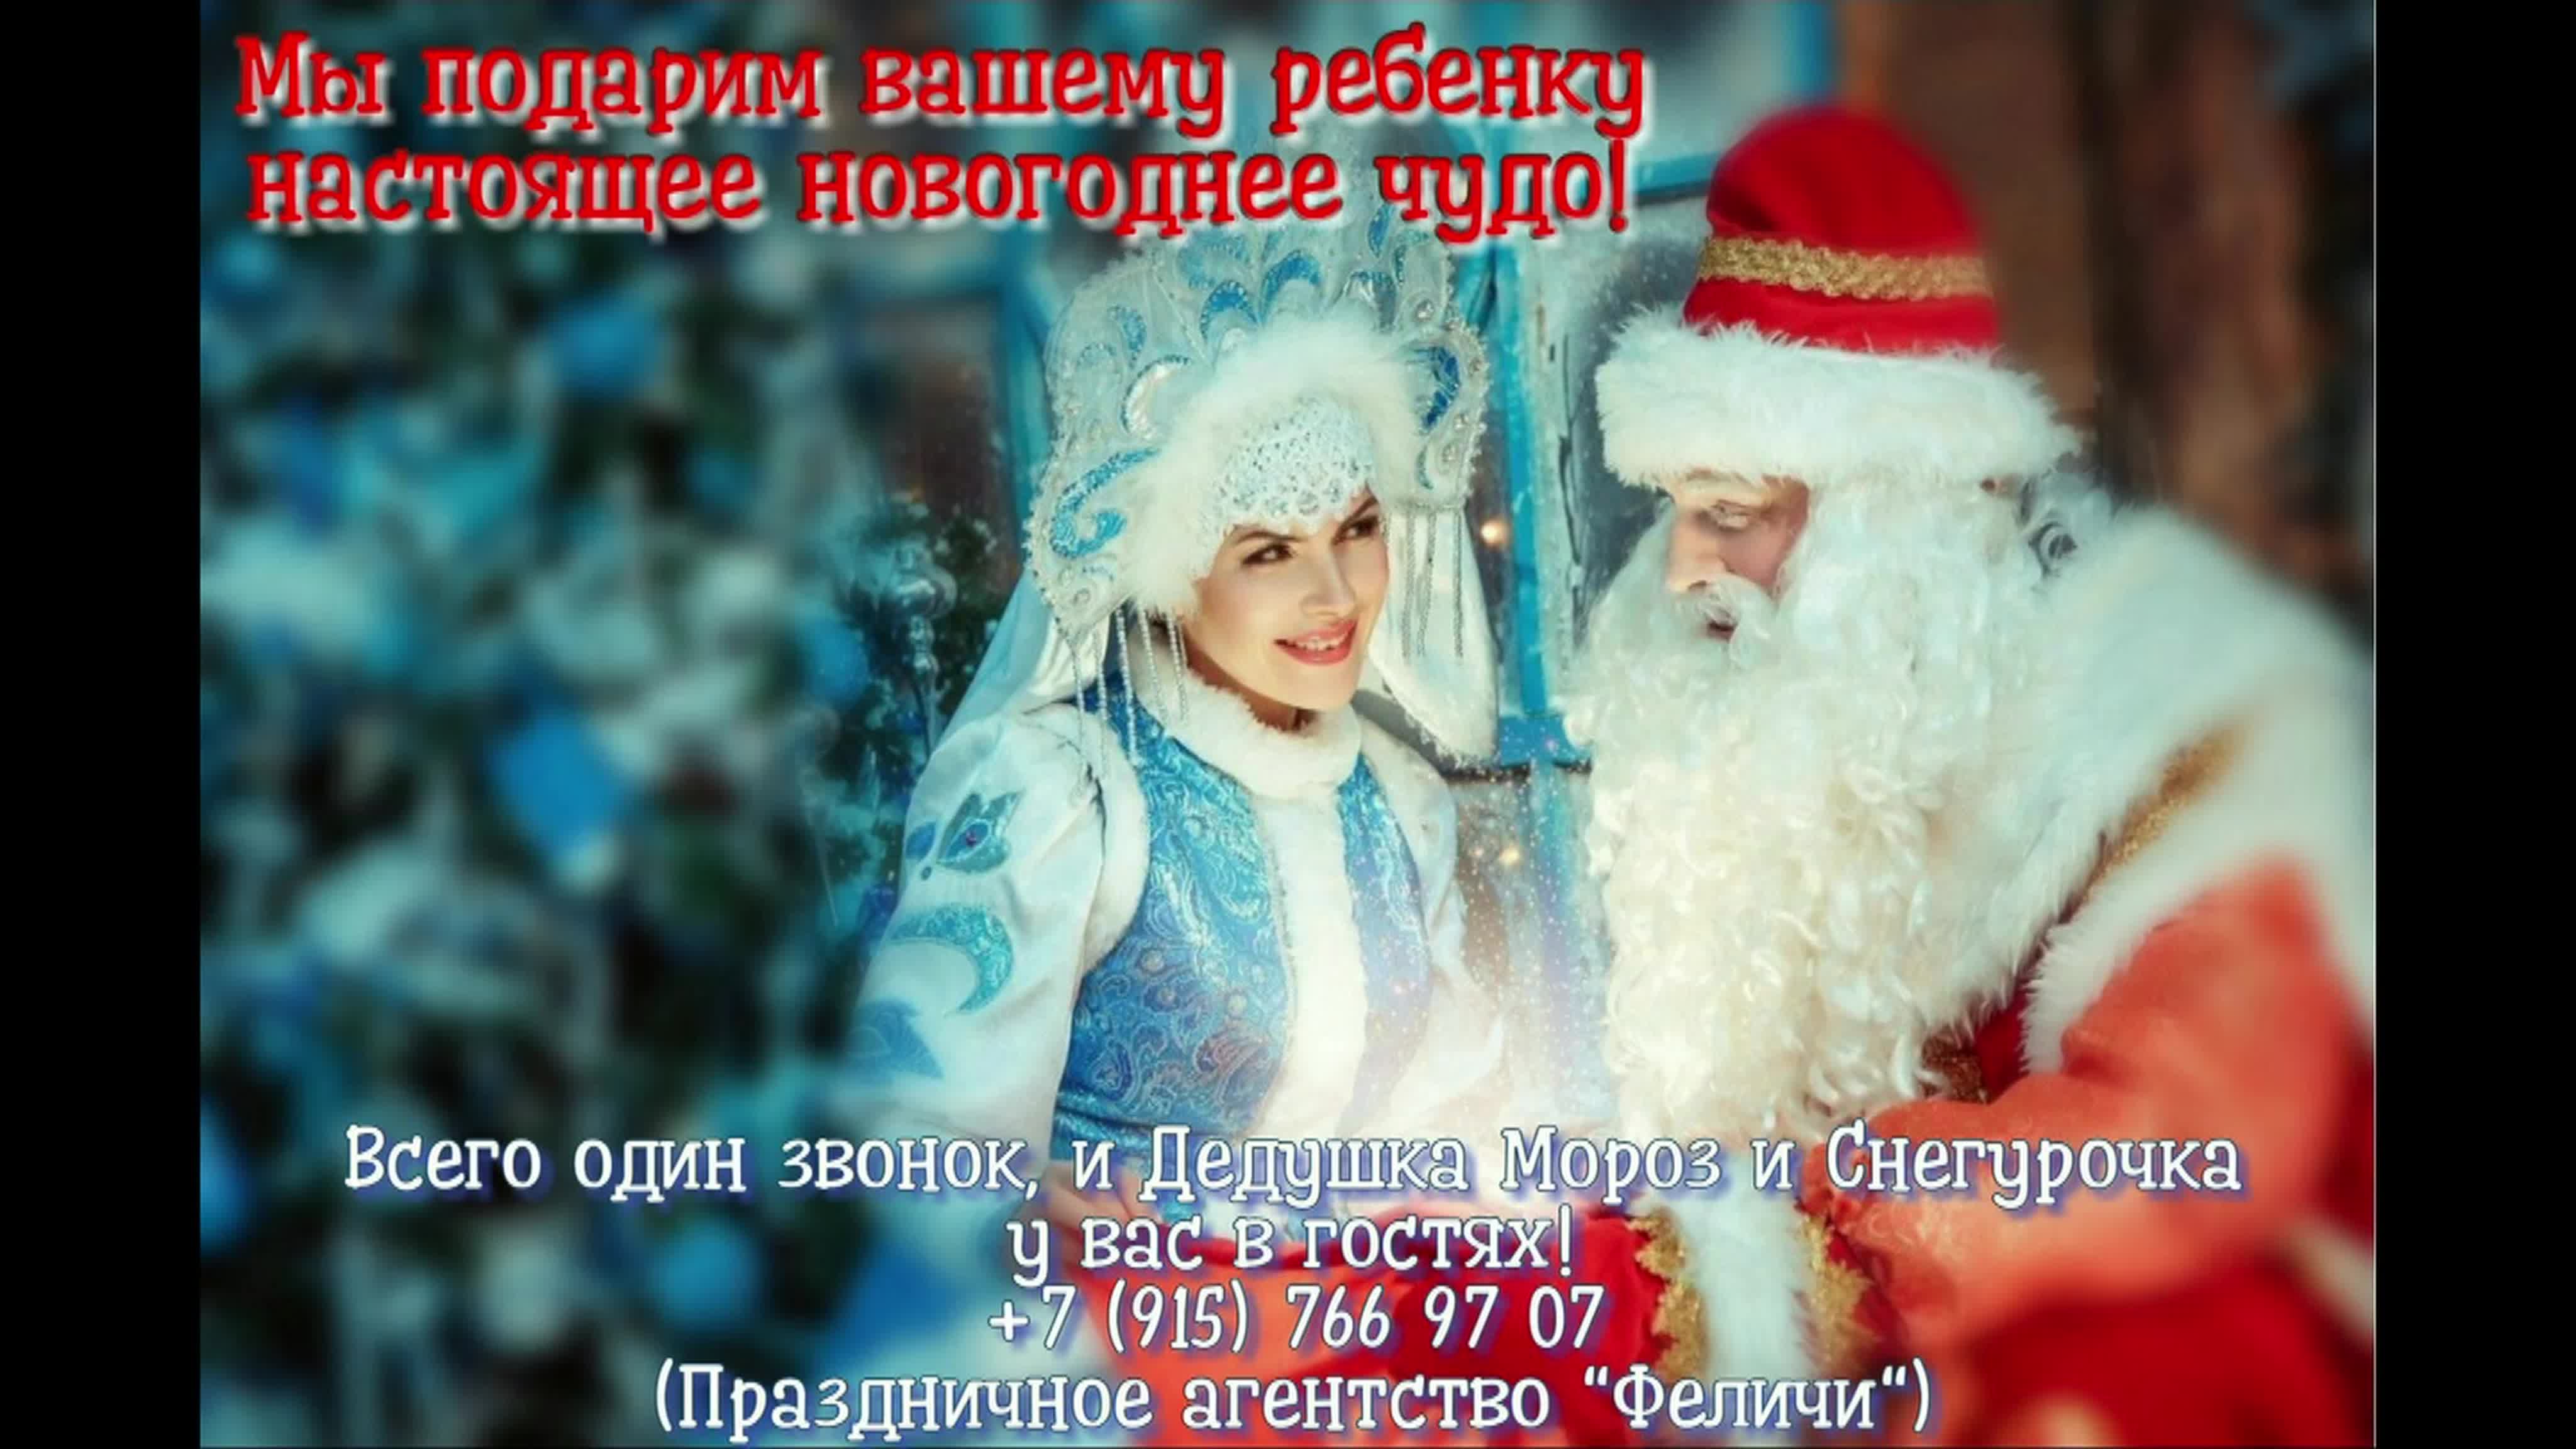 Мы подарим вашему ребенку
настоящее новогоднее чудо!
Всего один звонок, и Дедушка Мороз и Снегурочка
у вас в гостях!
+7 (915) 766 97 07
(Праздничное агентство “Феличи“)